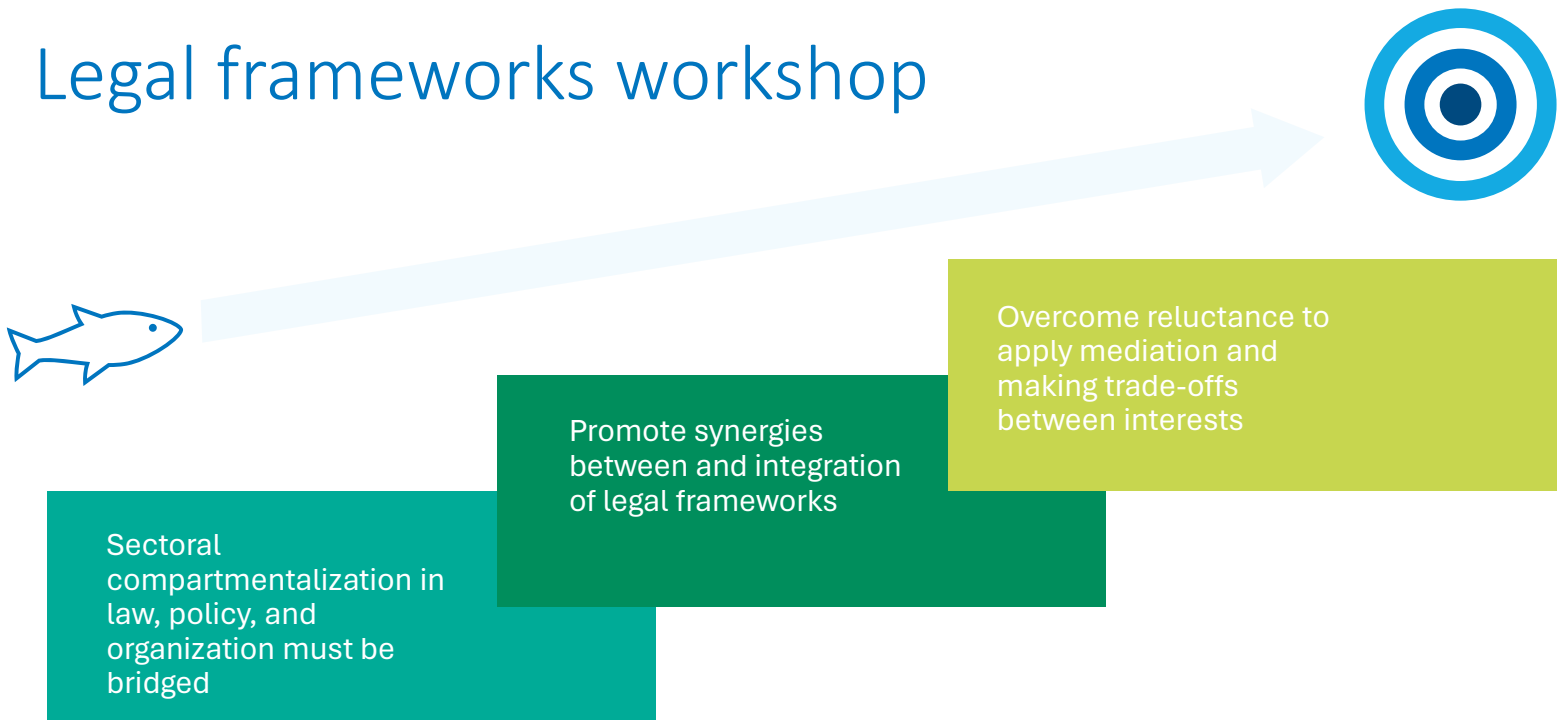 Legal frameworks workshop
Sectoral
compartmentalization in
law, policy, and
organization must be
bridged
Promote synergies
between and integration
of legal frameworks
Overcome reluctance to
apply mediation and
making trade-offs
between interests